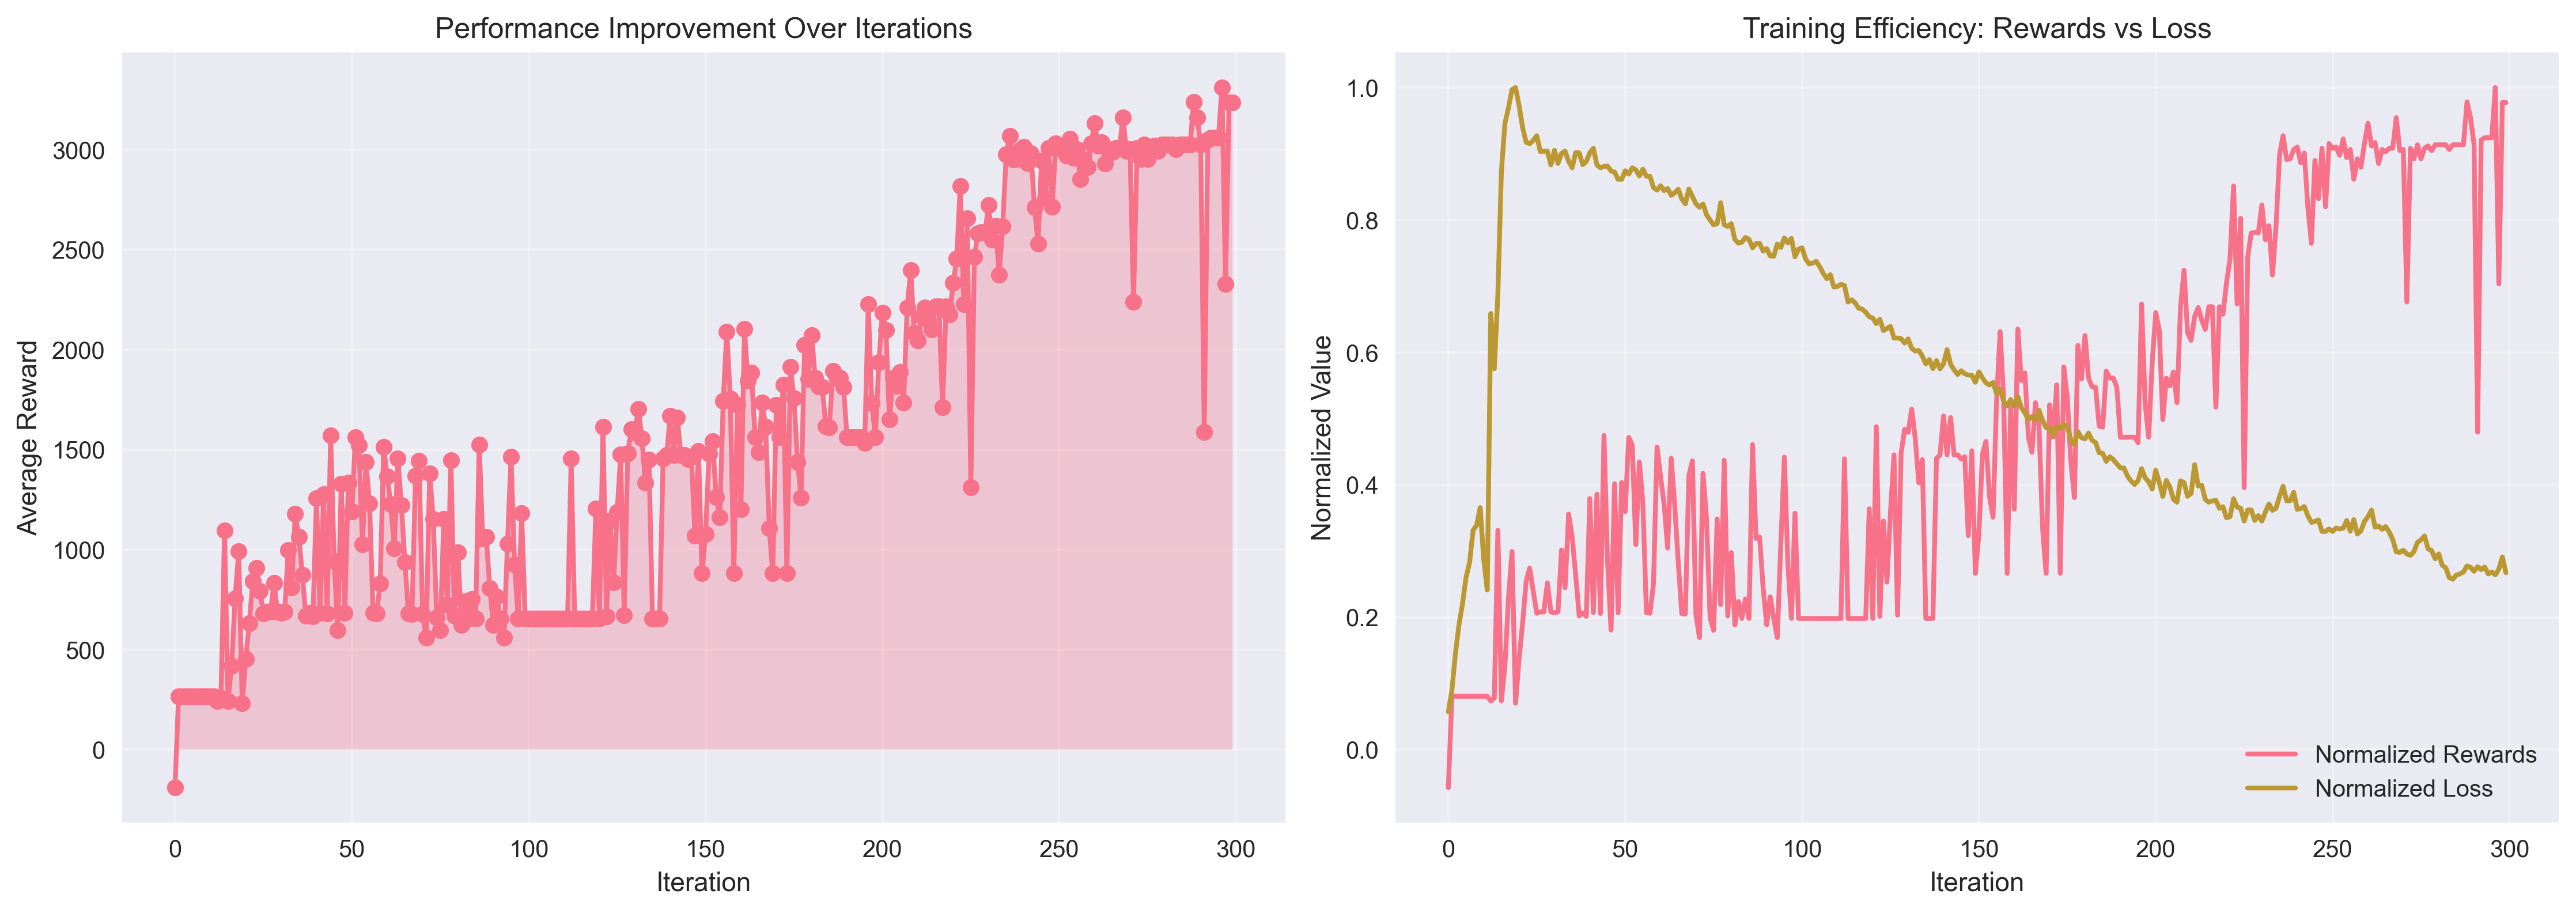 Performance Improvement Over Iterations
Average Reward
3000
2500
2000
1500
1000
500
0
0 50 100 150 200 250 300
Iteration
Training Efficiency: Rewards vs Loss
Normalized Value
1.0
0.8
0.6
0.4
0.2
0.0
Normalized Rewards
Normalized Loss
0 50 100 150 200 250 300
Iteration